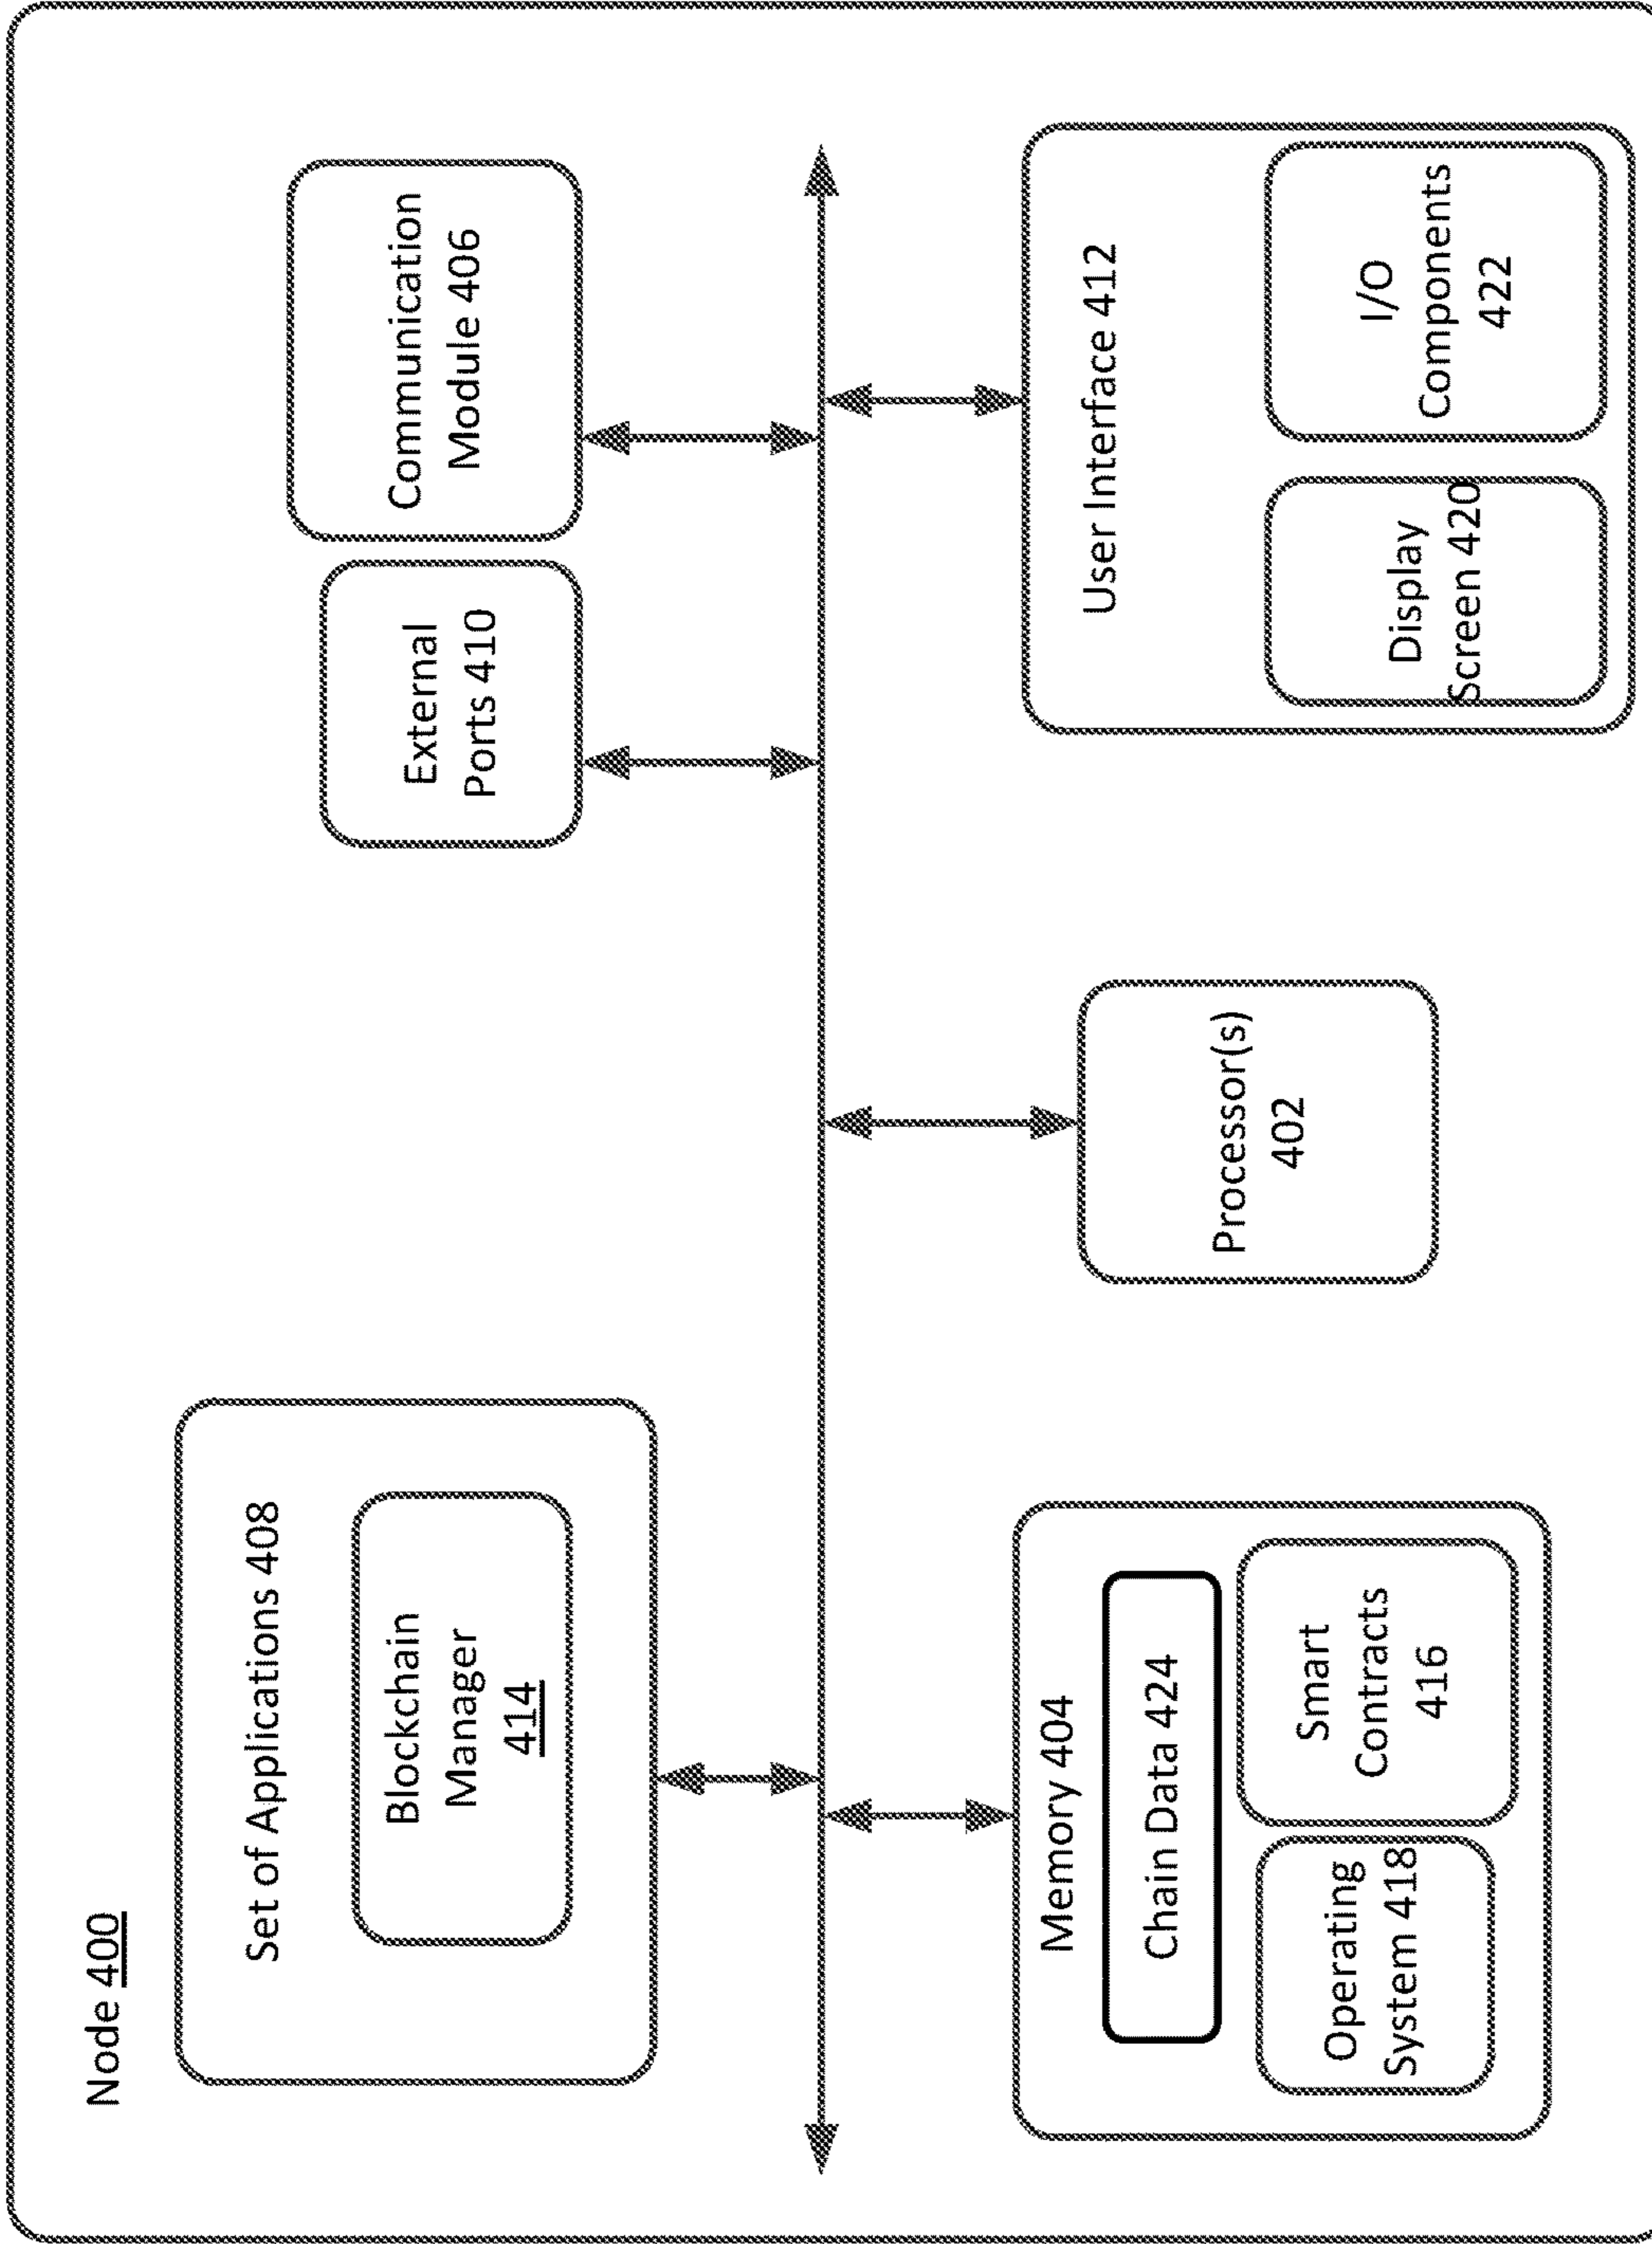 Node 400
Set of Applications 408
Blockchain
Manager
414
External
Ports 410
Communication
Module 406
Memory 404
Chain Data 424
Operating
System 418
Smart
Contracts
416
Processor(s)
402
User Interface 412
Display
Screen 420
I/O
Components
422